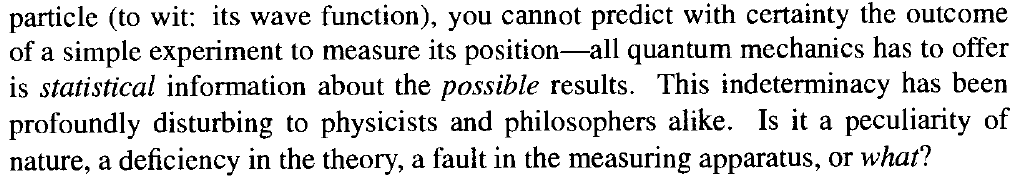 particle (to wit: its wave function), you cannot predict with certainty the outcome
of a simple experiment to measure its position—all quantum mechanics has to offer
is statistical information about the possible results. This indeterminacy has been
profoundly disturbing to physicists and philosophers alike. Is it a peculiarity of
nature, a deficiency in the theory, a fault in the measuring apparatus, or what?